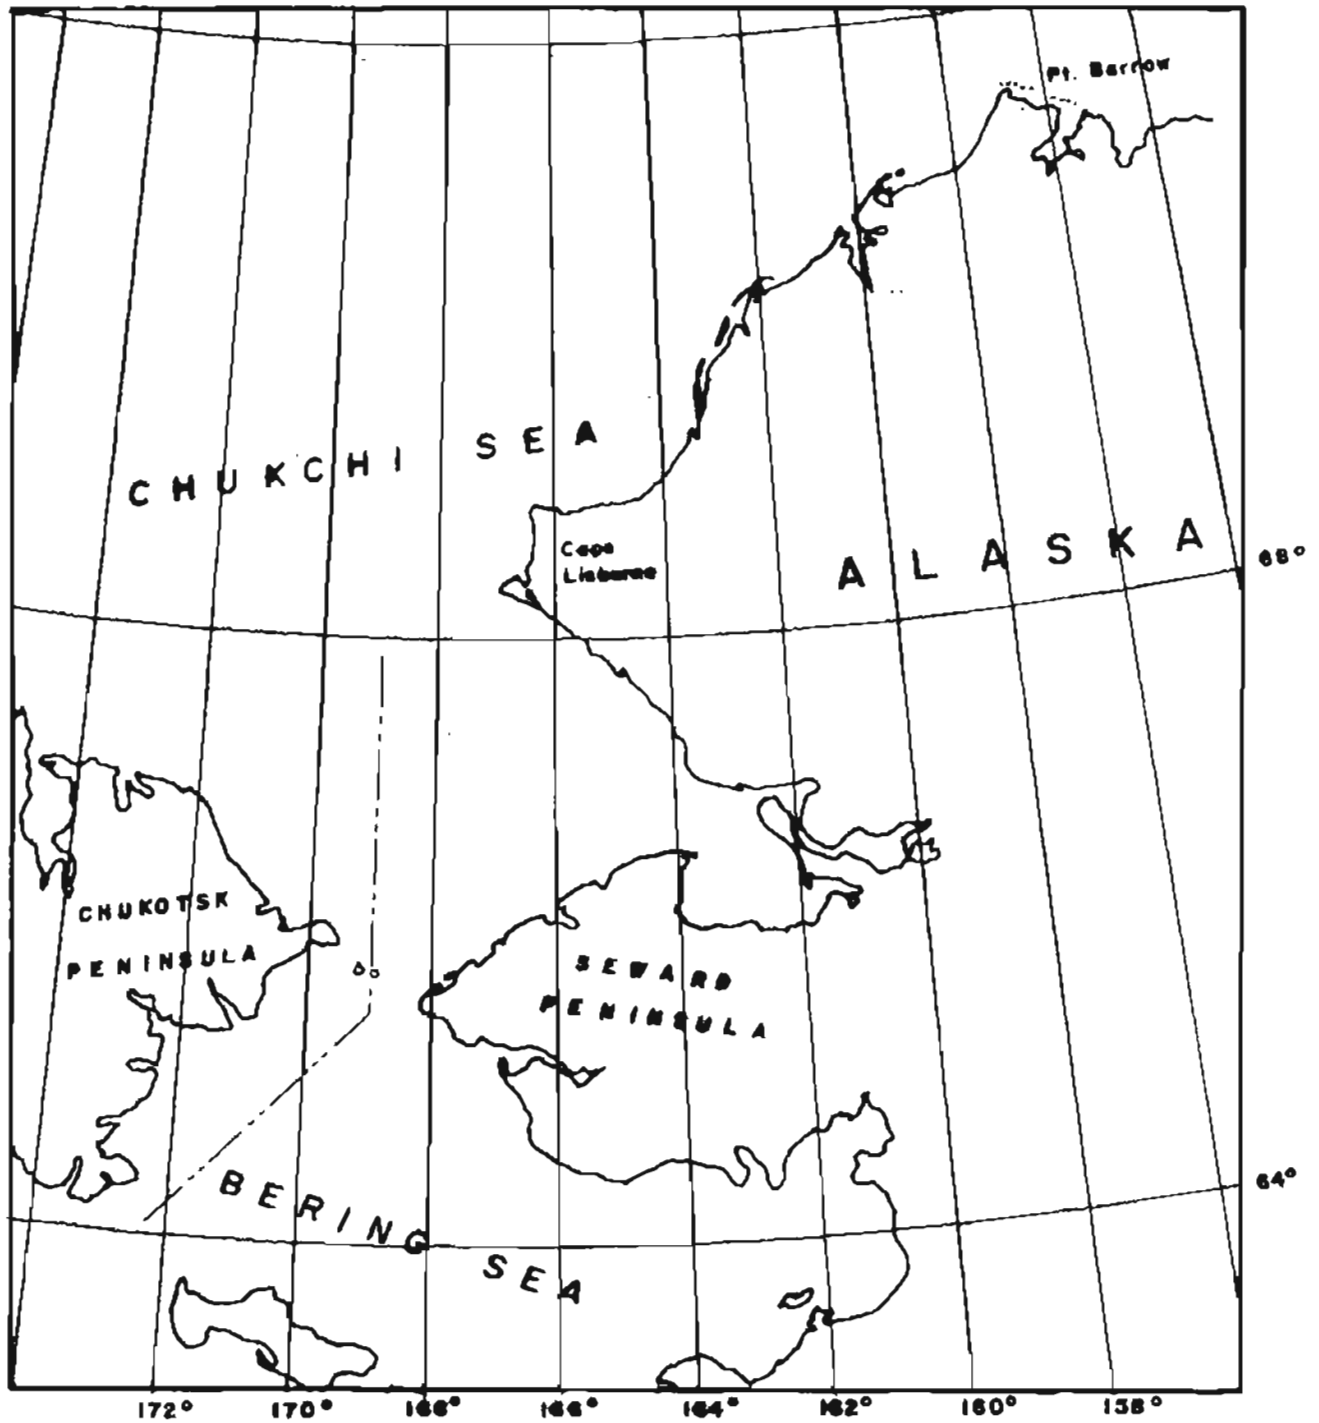 Pt. Barrow
CHUKCHI SEA
Cape
Lisburne
ALASKA
68°
CHUKOTSK
PENINSULA
SEWARD
PENINSULA
BERING
SEA
64°
172° 170° 168° 166° 164° 162° 160° 158°